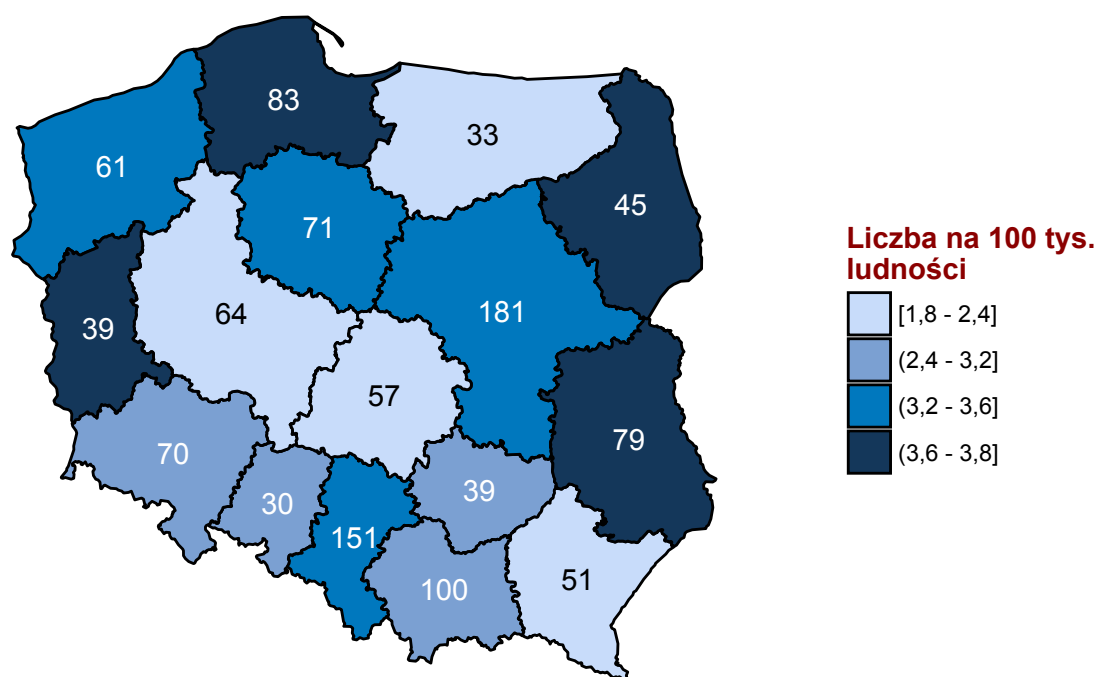 83
33
61
45
71
181
64
39
57
79
70
39
30
151
100
51
Liczba na 100 tys.
ludności
[1,8 - 2,4]
(2,4 - 3,2]
(3,2 - 3,6]
(3,6 - 3,8]